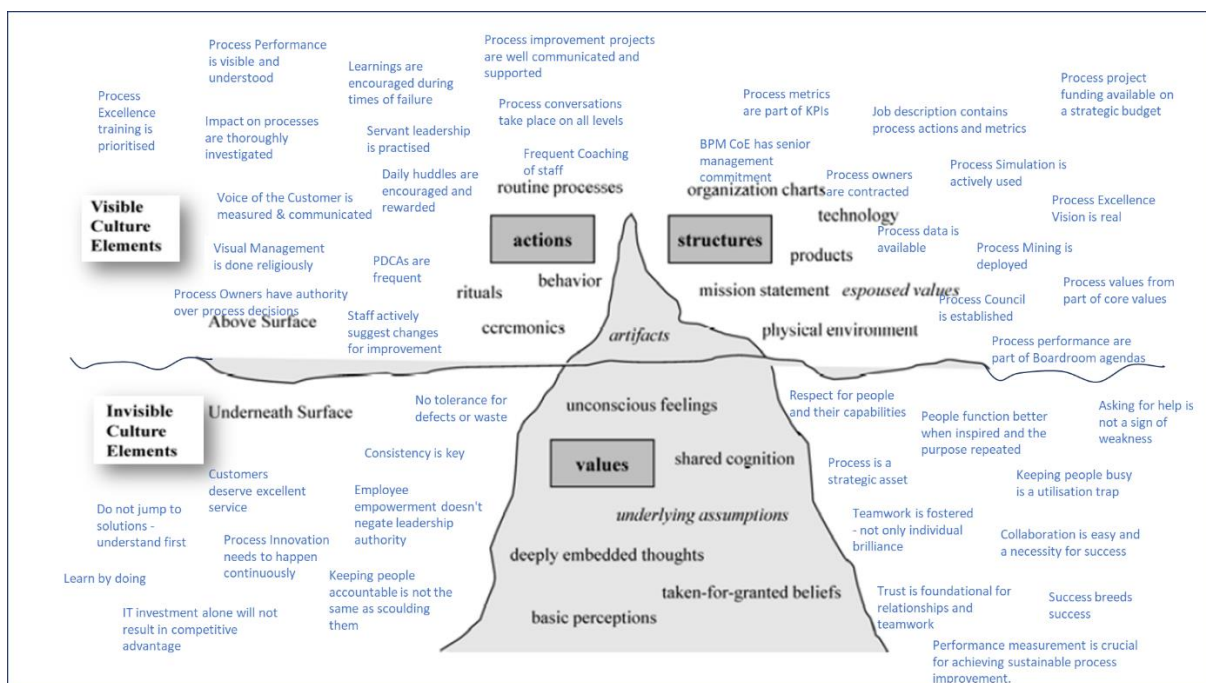 Process Performance
is visible and
understood
Process improvement projects
are well communicated and
supported
Learnings are
encouraged during
times of failure
Process project
funding available on
a strategic budget
Process
Excellence
training is
prioritised
Process metrics
are part of KPIs
Process conversations
take place on all levels
Job description contains
process actions and metrics
Impact on processes
are thoroughly
investigated
Servant leadership
is practised
BPM CoE has senior
management
commitment
Frequent Coaching
of staff
Process Simulation is
actively used
Daily huddles are
encouraged and
rewarded
Process owners
are contracted
routine processes
organization charts
Voice of the Customer is
measured & communicated
Process Excellence
Vision is real
Visible
Culture
Elements
technology
actions
structures
Process data is
available
Visual Management
is done religiously
PDCAs are
frequent
products
Process Mining is
deployed
behavior
Process values from
part of core values
rituals
mission statement
espoused values
Process Owners have authority
over process decisions
Process Council
is established
Above Surface
Staff actively
suggest changes
for improvement
ceremonics
artifacts
physical environment
Process performance are
part of Boardroom agendas
Invisible
Culture
Elements
Underneath Surface
No tolerance for
defects or waste
unconscious feelings
Respect for people
and their capabilities
People function better
when inspired and the
purpose repeated
Asking for help is
not a sign of
weakness
Consistency is key
values
shared cognition
Process is a
strategic asset
Keeping people busy
is a utilisation trap
Customers
deserve excellent
service
Employee
empowerment doesn't
negate leadership
authority
Do not jump to
solutions -
understand first
underlying assumptions
Teamwork is fostered
- not only individual
brilliance
Collaboration is easy and
a necessity for success
Process Innovation
needs to happen
continuously
deeply embedded thoughts
Learn by doing
Keeping people
accountable is not the
same as scoulding
them
taken-for-granted beliefs
Trust is foundational for
relationships and
teamwork
Success breeds
success
IT investment alone will not
result in competitive
advantage
basic perceptions
Performance measurement is crucial
for achieving sustainable process
improvement.